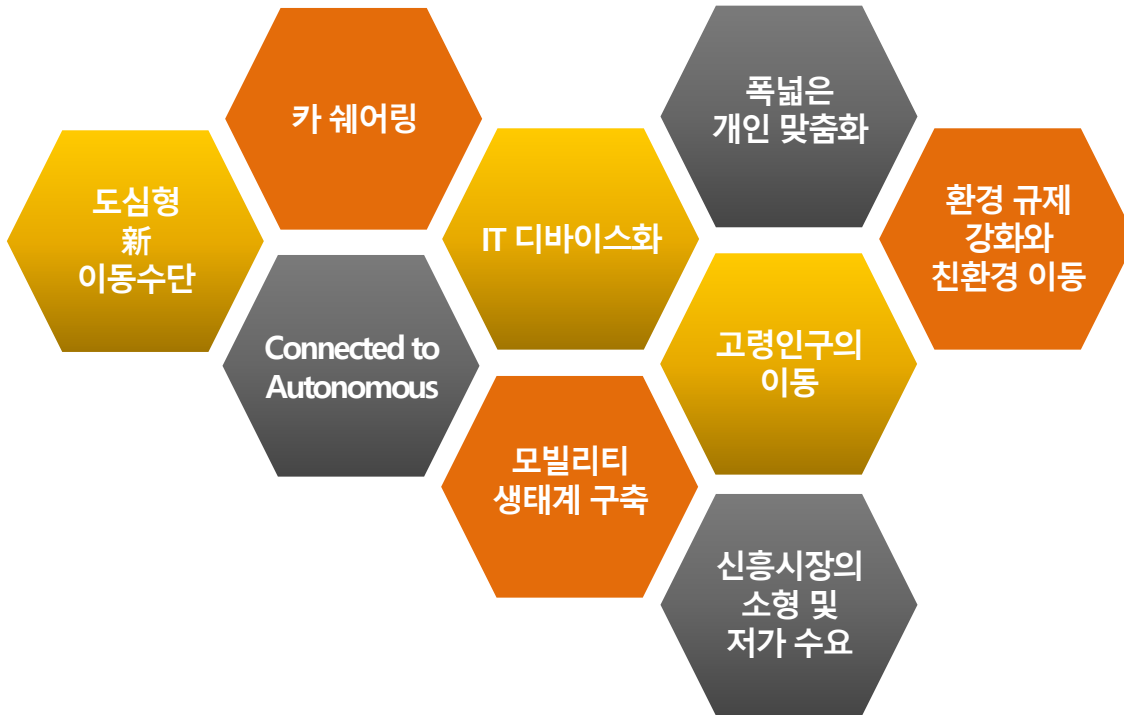 도심형
新
이동수단
카 쉐어링
Connected to
Autonomous
IT 디바이스화
모빌리티
생태계 구축
폭넓은
개인 맞춤화
고령인구의
이동
신흥시장의
소형 및
저가 수요
환경 규제
강화와
친환경 이동